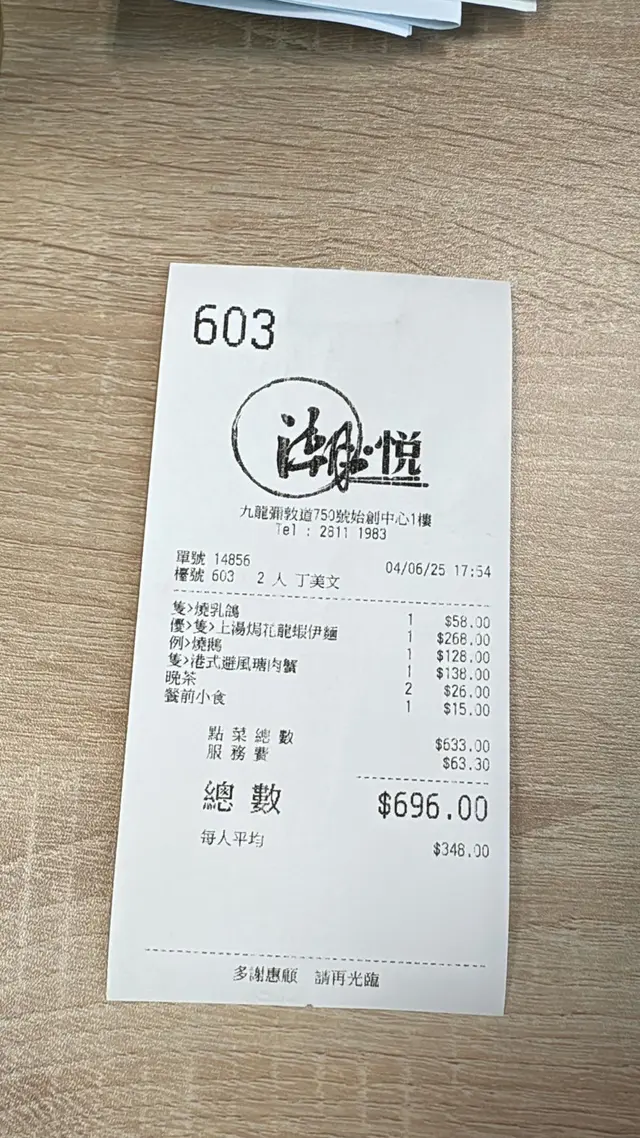 603
潮悅
九龍彌敦道750號始創中心1樓
Tel : 2811 1983
單號 14856 04/06/25 17:54
檯號 603 2 人 丁美文
隻>燒乳鴿 1 $58.00
優>隻>上湯焗花龍蝦伊麵 1 $268.00
例>燒鵝 1 $128.00
隻>港式避風塘肉蟹 1 $138.00
晚茶 2 $26.00
餐前小食 1 $15.00
點菜總數 $633.00
服務費 $63.30
總數 $696.00
每人平均 $348.00
多謝惠顧 請再光臨